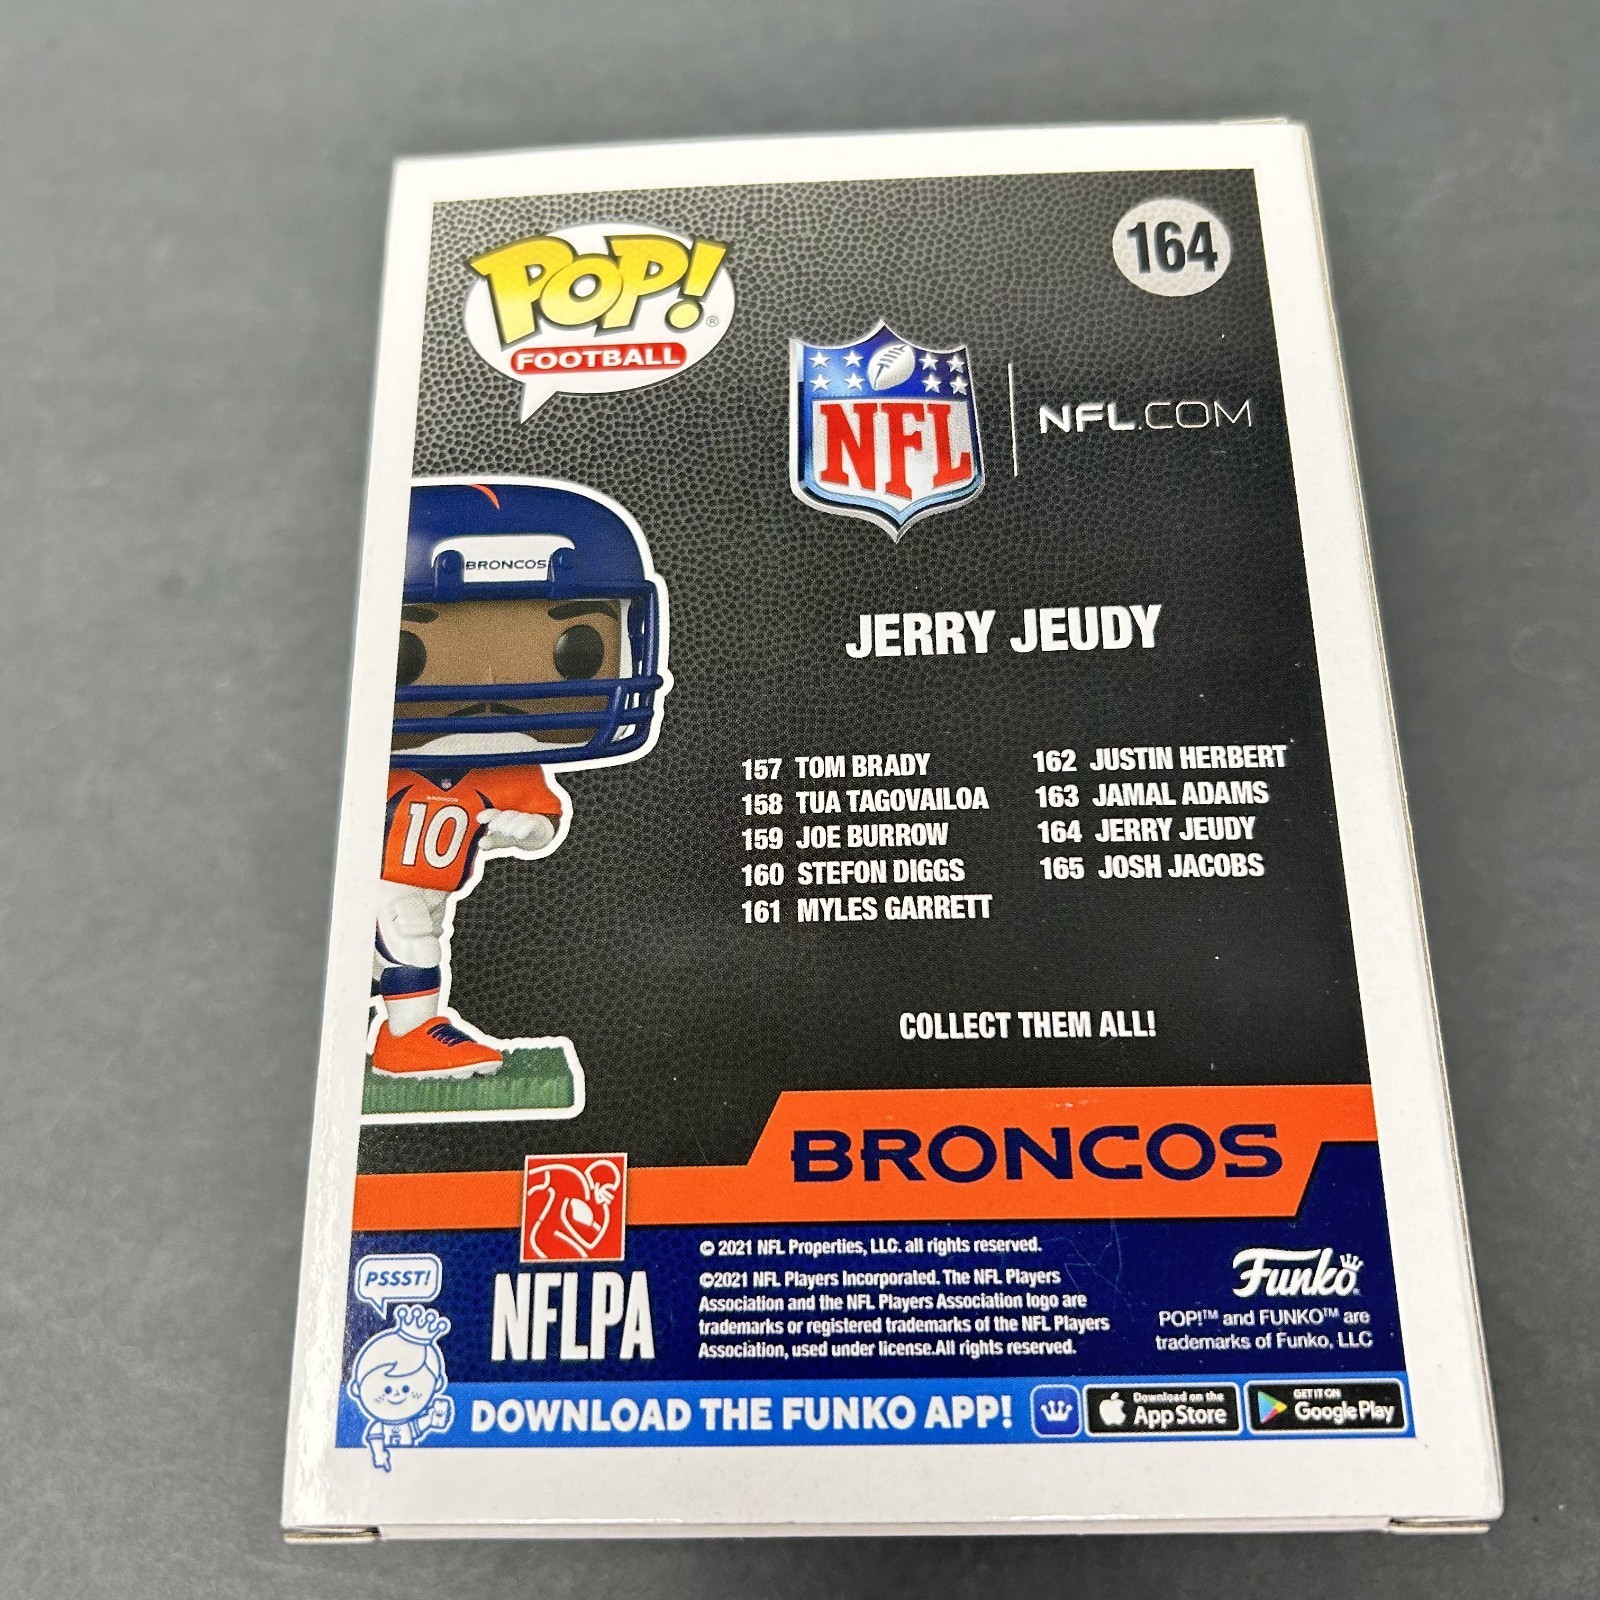 POP!®
FOOTBALL
164
NFL
NFL.COM
BRONCOS
10
JERRY JEUDY
157 TOM BRADY
158 TUA TAGOVAILOA
159 JOE BURROW
160 STEFON DIGGS
161 MYLES GARRETT
162 JUSTIN HERBERT
163 JAMAL ADAMS
164 JERRY JEUDY
165 JOSH JACOBS
COLLECT THEM ALL!
BRONCOS
NFLPA
© 2021 NFL Properties, LLC. all rights reserved.
©2021 NFL Players Incorporated. The NFL Players
Association and the NFL Players Association logo are
trademarks or registered trademarks of the NFL Players
Association, used under license.All rights reserved.
Funko®
POP!™ and FUNKO™ are
trademarks of Funko, LLC
PSSST!
DOWNLOAD THE FUNKO APP!
Download on the
App Store
GET IT ON
Google Play